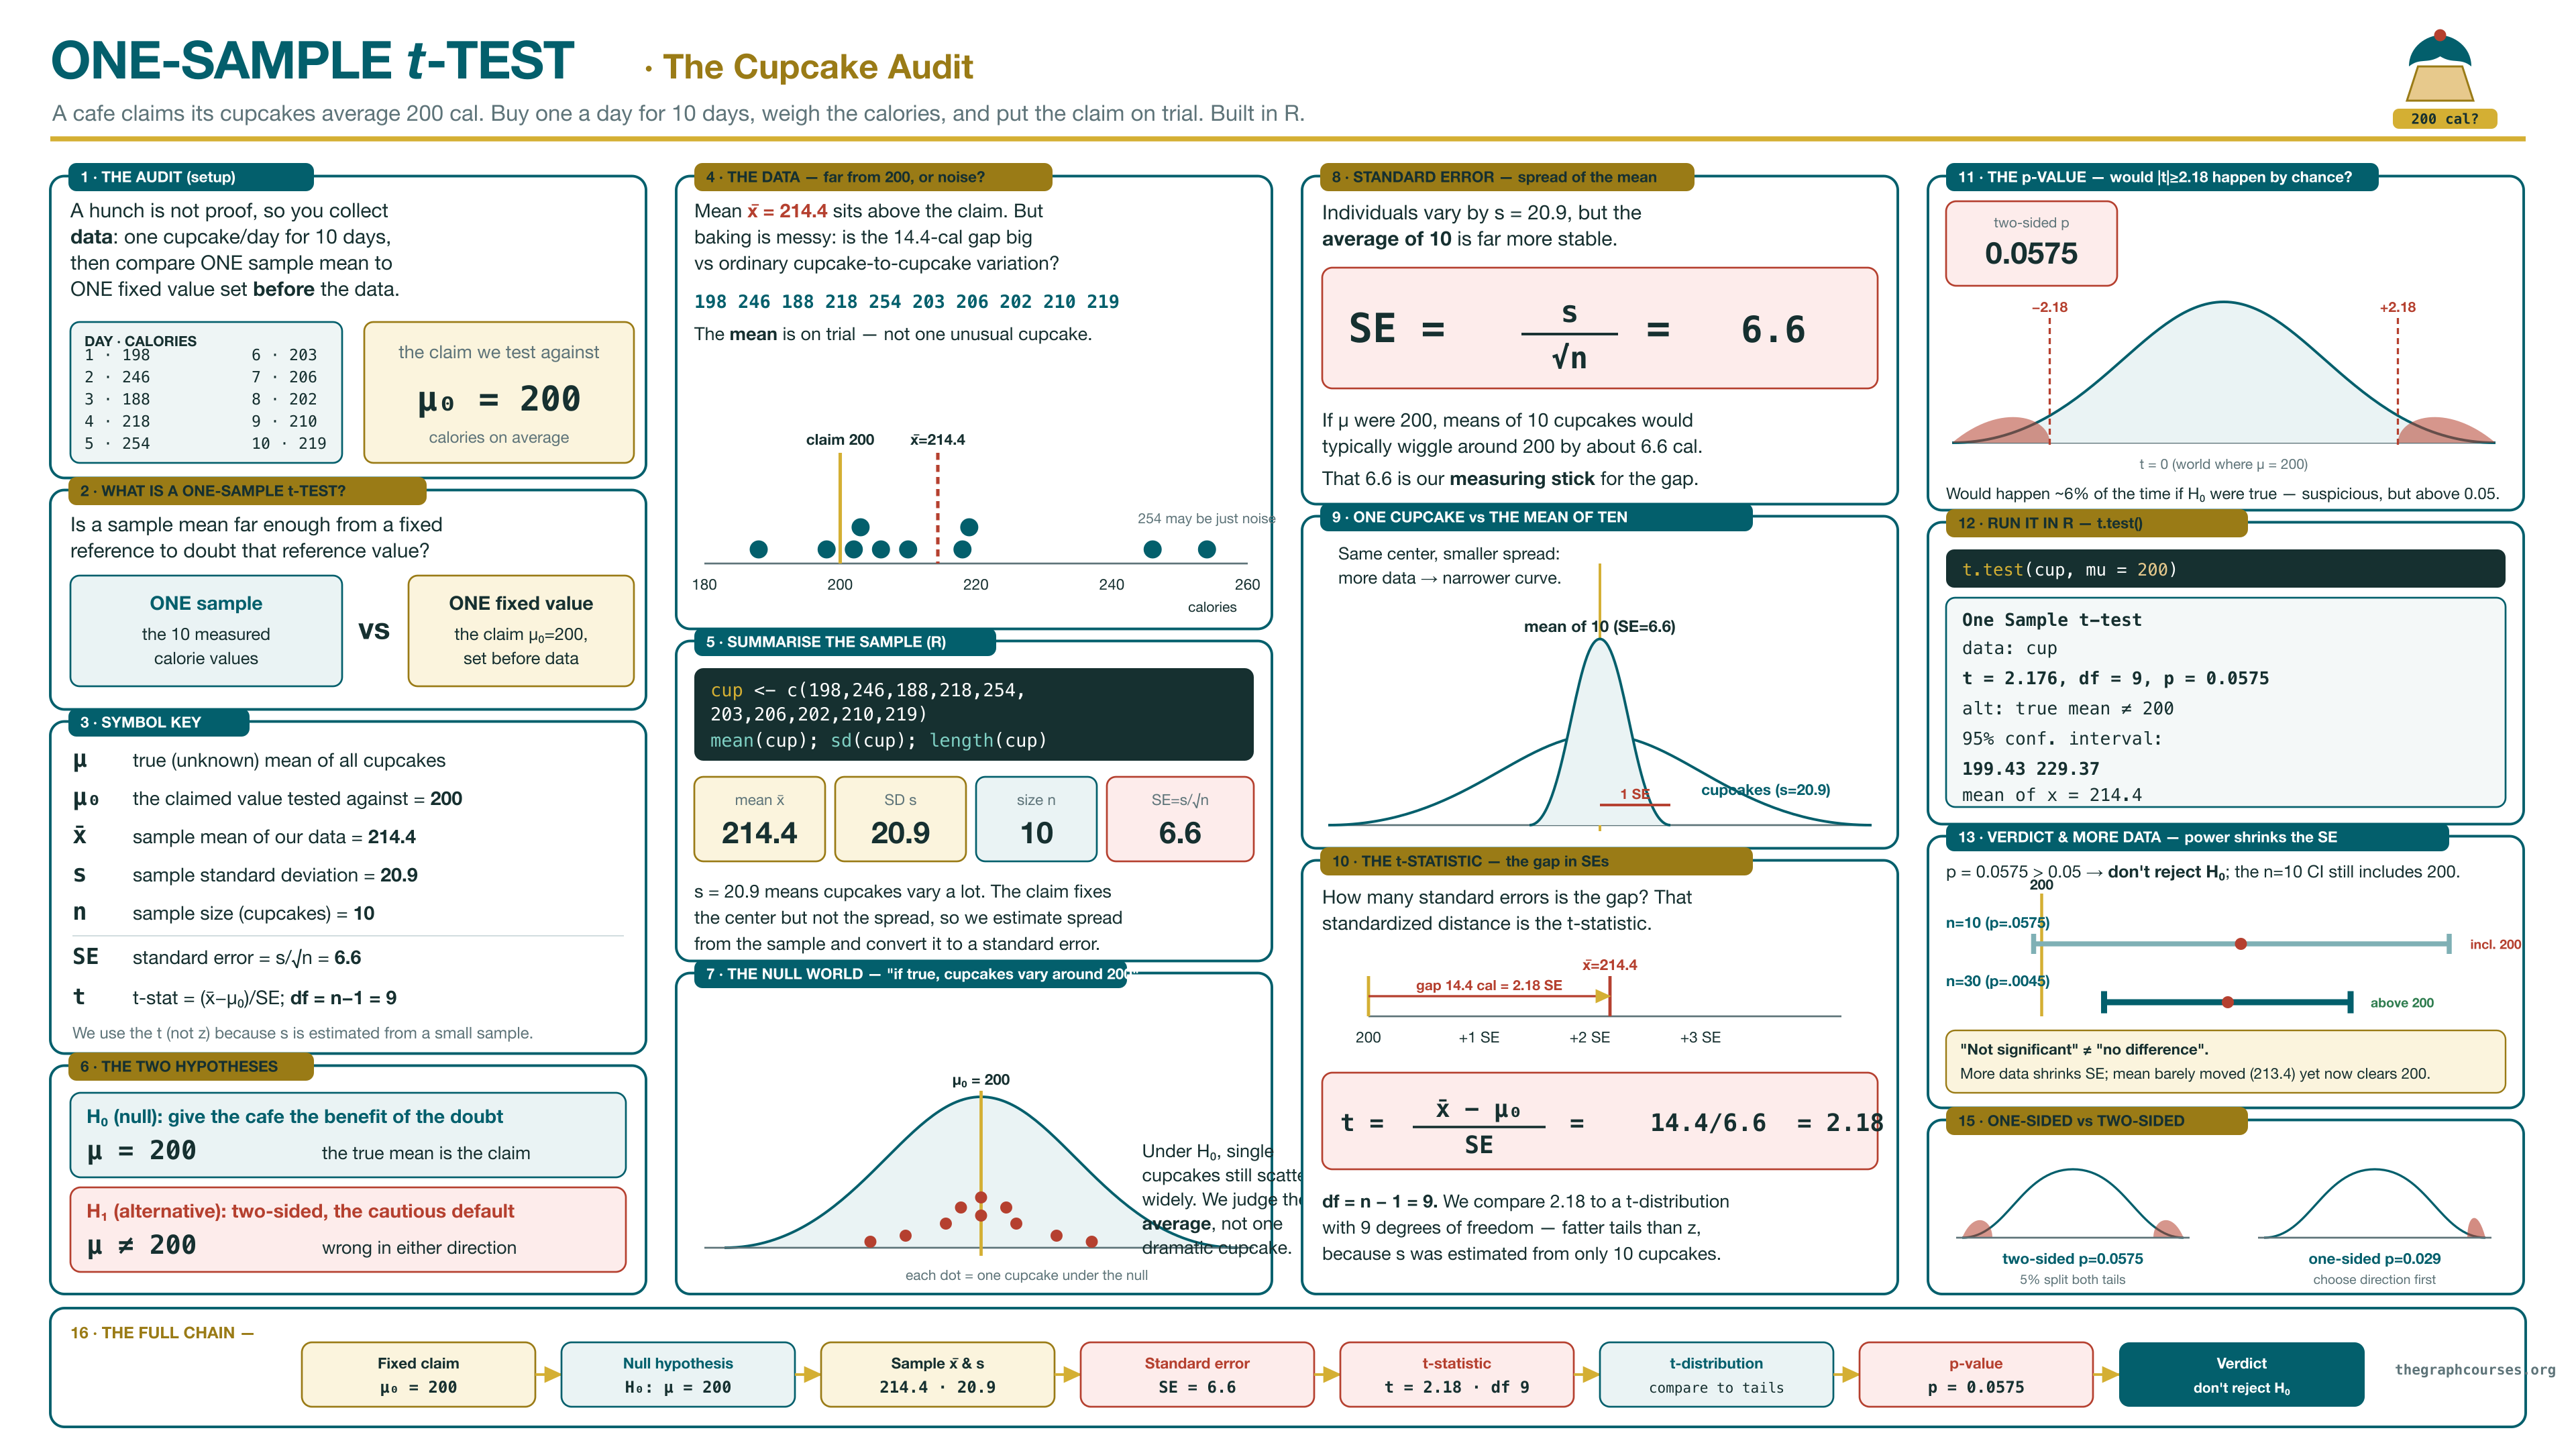 ONE-SAMPLE t-TEST · The Cupcake Audit
A cafe claims its cupcakes average 200 cal. Buy one a day for 10 days, weigh the calories, and put the claim on trial. Built in R.
200 cal?
1 · THE AUDIT (setup)
A hunch is not proof, so you collect
data: one cupcake/day for 10 days,
then compare ONE sample mean to
ONE fixed value set before the data.
DAY · CALORIES
1 · 198 6 · 203
2 · 246 7 · 206
3 · 188 8 · 202
4 · 218 9 · 210
5 · 254 10 · 219
the claim we test against
μ₀ = 200
calories on average
2 · WHAT IS A ONE-SAMPLE t-TEST?
Is a sample mean far enough from a fixed
reference to doubt that reference value?
ONE sample
the 10 measured
calorie values
vs
ONE fixed value
the claim μ₀=200,
set before data
3 · SYMBOL KEY
μ true (unknown) mean of all cupcakes
μ₀ the claimed value tested against = 200
x̄ sample mean of our data = 214.4
s sample standard deviation = 20.9
n sample size (cupcakes) = 10
SE standard error = s/√n = 6.6
t t-stat = (x̄−μ₀)/SE; df = n−1 = 9
We use the t (not z) because s is estimated from a small sample.
6 · THE TWO HYPOTHESES
H₀ (null): give the cafe the benefit of the doubt
μ = 200 the true mean is the claim
H₁ (alternative): two-sided, the cautious default
μ ≠ 200 wrong in either direction
4 · THE DATA — far from 200, or noise?
Mean x̄ = 214.4 sits above the claim. But
baking is messy: is the 14.4-cal gap big
vs ordinary cupcake-to-cupcake variation?
198 246 188 218 254 203 206 202 210 219
The mean is on trial — not one unusual cupcake.
claim 200 x̄=214.4
254 may be just noise
180 200 220 240 260
calories
5 · SUMMARISE THE SAMPLE (R)
cup <− c(198,246,188,218,254,
203,206,202,210,219)
mean(cup); sd(cup); length(cup)
mean x̄ SD s size n SE=s/√n
214.4 20.9 10 6.6
s = 20.9 means cupcakes vary a lot. The claim fixes
the center but not the spread, so we estimate spread
from the sample and convert it to a standard error.
7 · THE NULL WORLD — "if true, cupcakes vary around 200"
μ₀ = 200
Under H₀, single
cupcakes still scatte
widely. We judge the
average, not one
dramatic cupcake.
each dot = one cupcake under the null
8 · STANDARD ERROR — spread of the mean
Individuals vary by s = 20.9, but the
average of 10 is far more stable.
SE = s / √n = 6.6
If μ were 200, means of 10 cupcakes would
typically wiggle around 200 by about 6.6 cal.
That 6.6 is our measuring stick for the gap.
9 · ONE CUPCAKE vs THE MEAN OF TEN
Same center, smaller spread:
more data → narrower curve.
mean of 10 (SE=6.6)
1 SE
cupcakes (s=20.9)
10 · THE t-STATISTIC — the gap in SEs
How many standard errors is the gap? That
standardized distance is the t-statistic.
x̄=214.4
gap 14.4 cal = 2.18 SE
200 +1 SE +2 SE +3 SE
t = x̄ − μ₀ / SE = 14.4/6.6 = 2.18
df = n − 1 = 9. We compare 2.18 to a t-distribution
with 9 degrees of freedom — fatter tails than z,
because s was estimated from only 10 cupcakes.
11 · THE p-VALUE — would |t|≥2.18 happen by chance?
two-sided p
0.0575
−2.18 +2.18
t = 0 (world where μ = 200)
Would happen ~6% of the time if H₀ were true — suspicious, but above 0.05.
12 · RUN IT IN R — t.test()
t.test(cup, mu = 200)
One Sample t−test
data: cup
t = 2.176, df = 9, p = 0.0575
alt: true mean ≠ 200
95% conf. interval:
199.43 229.37
mean of x = 214.4
13 · VERDICT & MORE DATA — power shrinks the SE
p = 0.0575 > 0.05 → don't reject H₀; the n=10 CI still includes 200.
200
n=10 (p=.0575)
incl. 200
n=30 (p=.0045)
above 200
"Not significant" ≠ "no difference".
More data shrinks SE; mean barely moved (213.4) yet now clears 200.
15 · ONE-SIDED vs TWO-SIDED
two-sided p=0.0575 one-sided p=0.029
5% split both tails choose direction first
16 · THE FULL CHAIN —
Fixed claim
μ₀ = 200
Null hypothesis
H₀: μ = 200
Sample x̄ & s
214.4 · 20.9
Standard error
SE = 6.6
t-statistic
t = 2.18 · df 9
t-distribution
compare to tails
p-value
p = 0.0575
Verdict
don't reject H₀
thegraphcourses.org